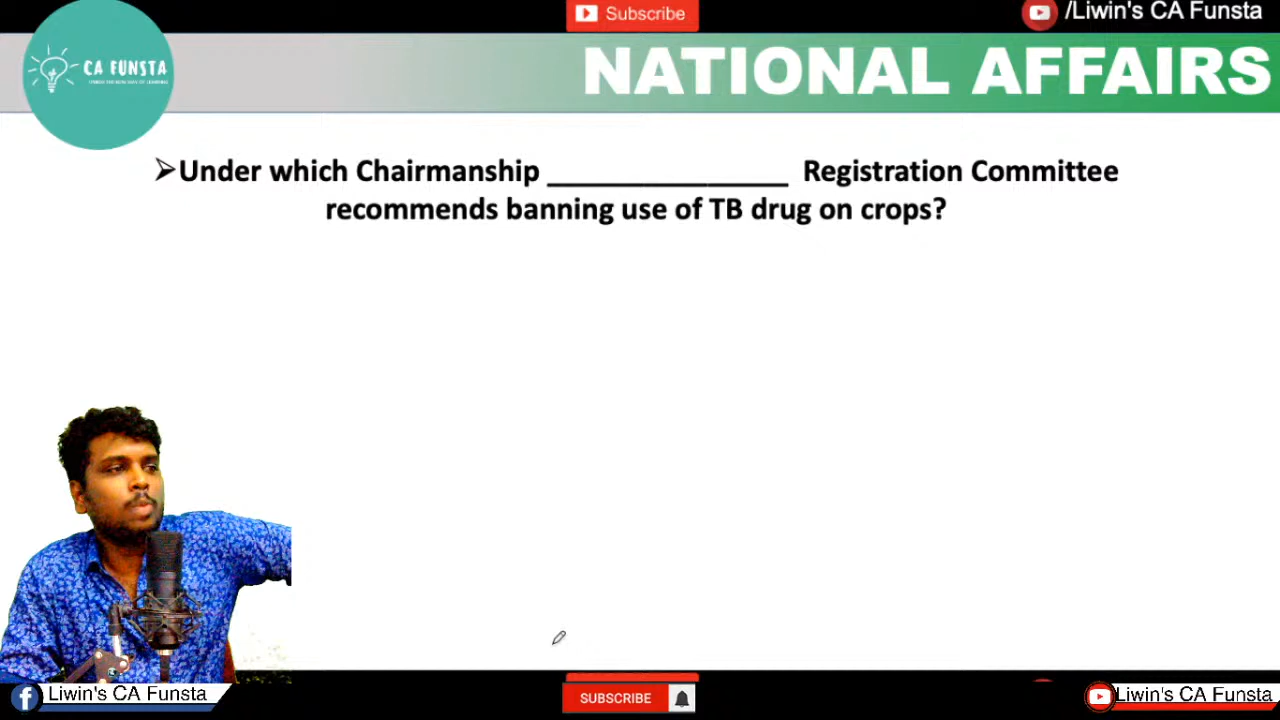 Subscribe
/Liwin's CA Funsta
CA FUNSTA
NATIONAL AFFAIRS
➢Under which Chairmanship _______________ Registration Committee
recommends banning use of TB drug on crops?
Liwin's CA Funsta
SUBSCRIBE
Liwin's CA Funsta